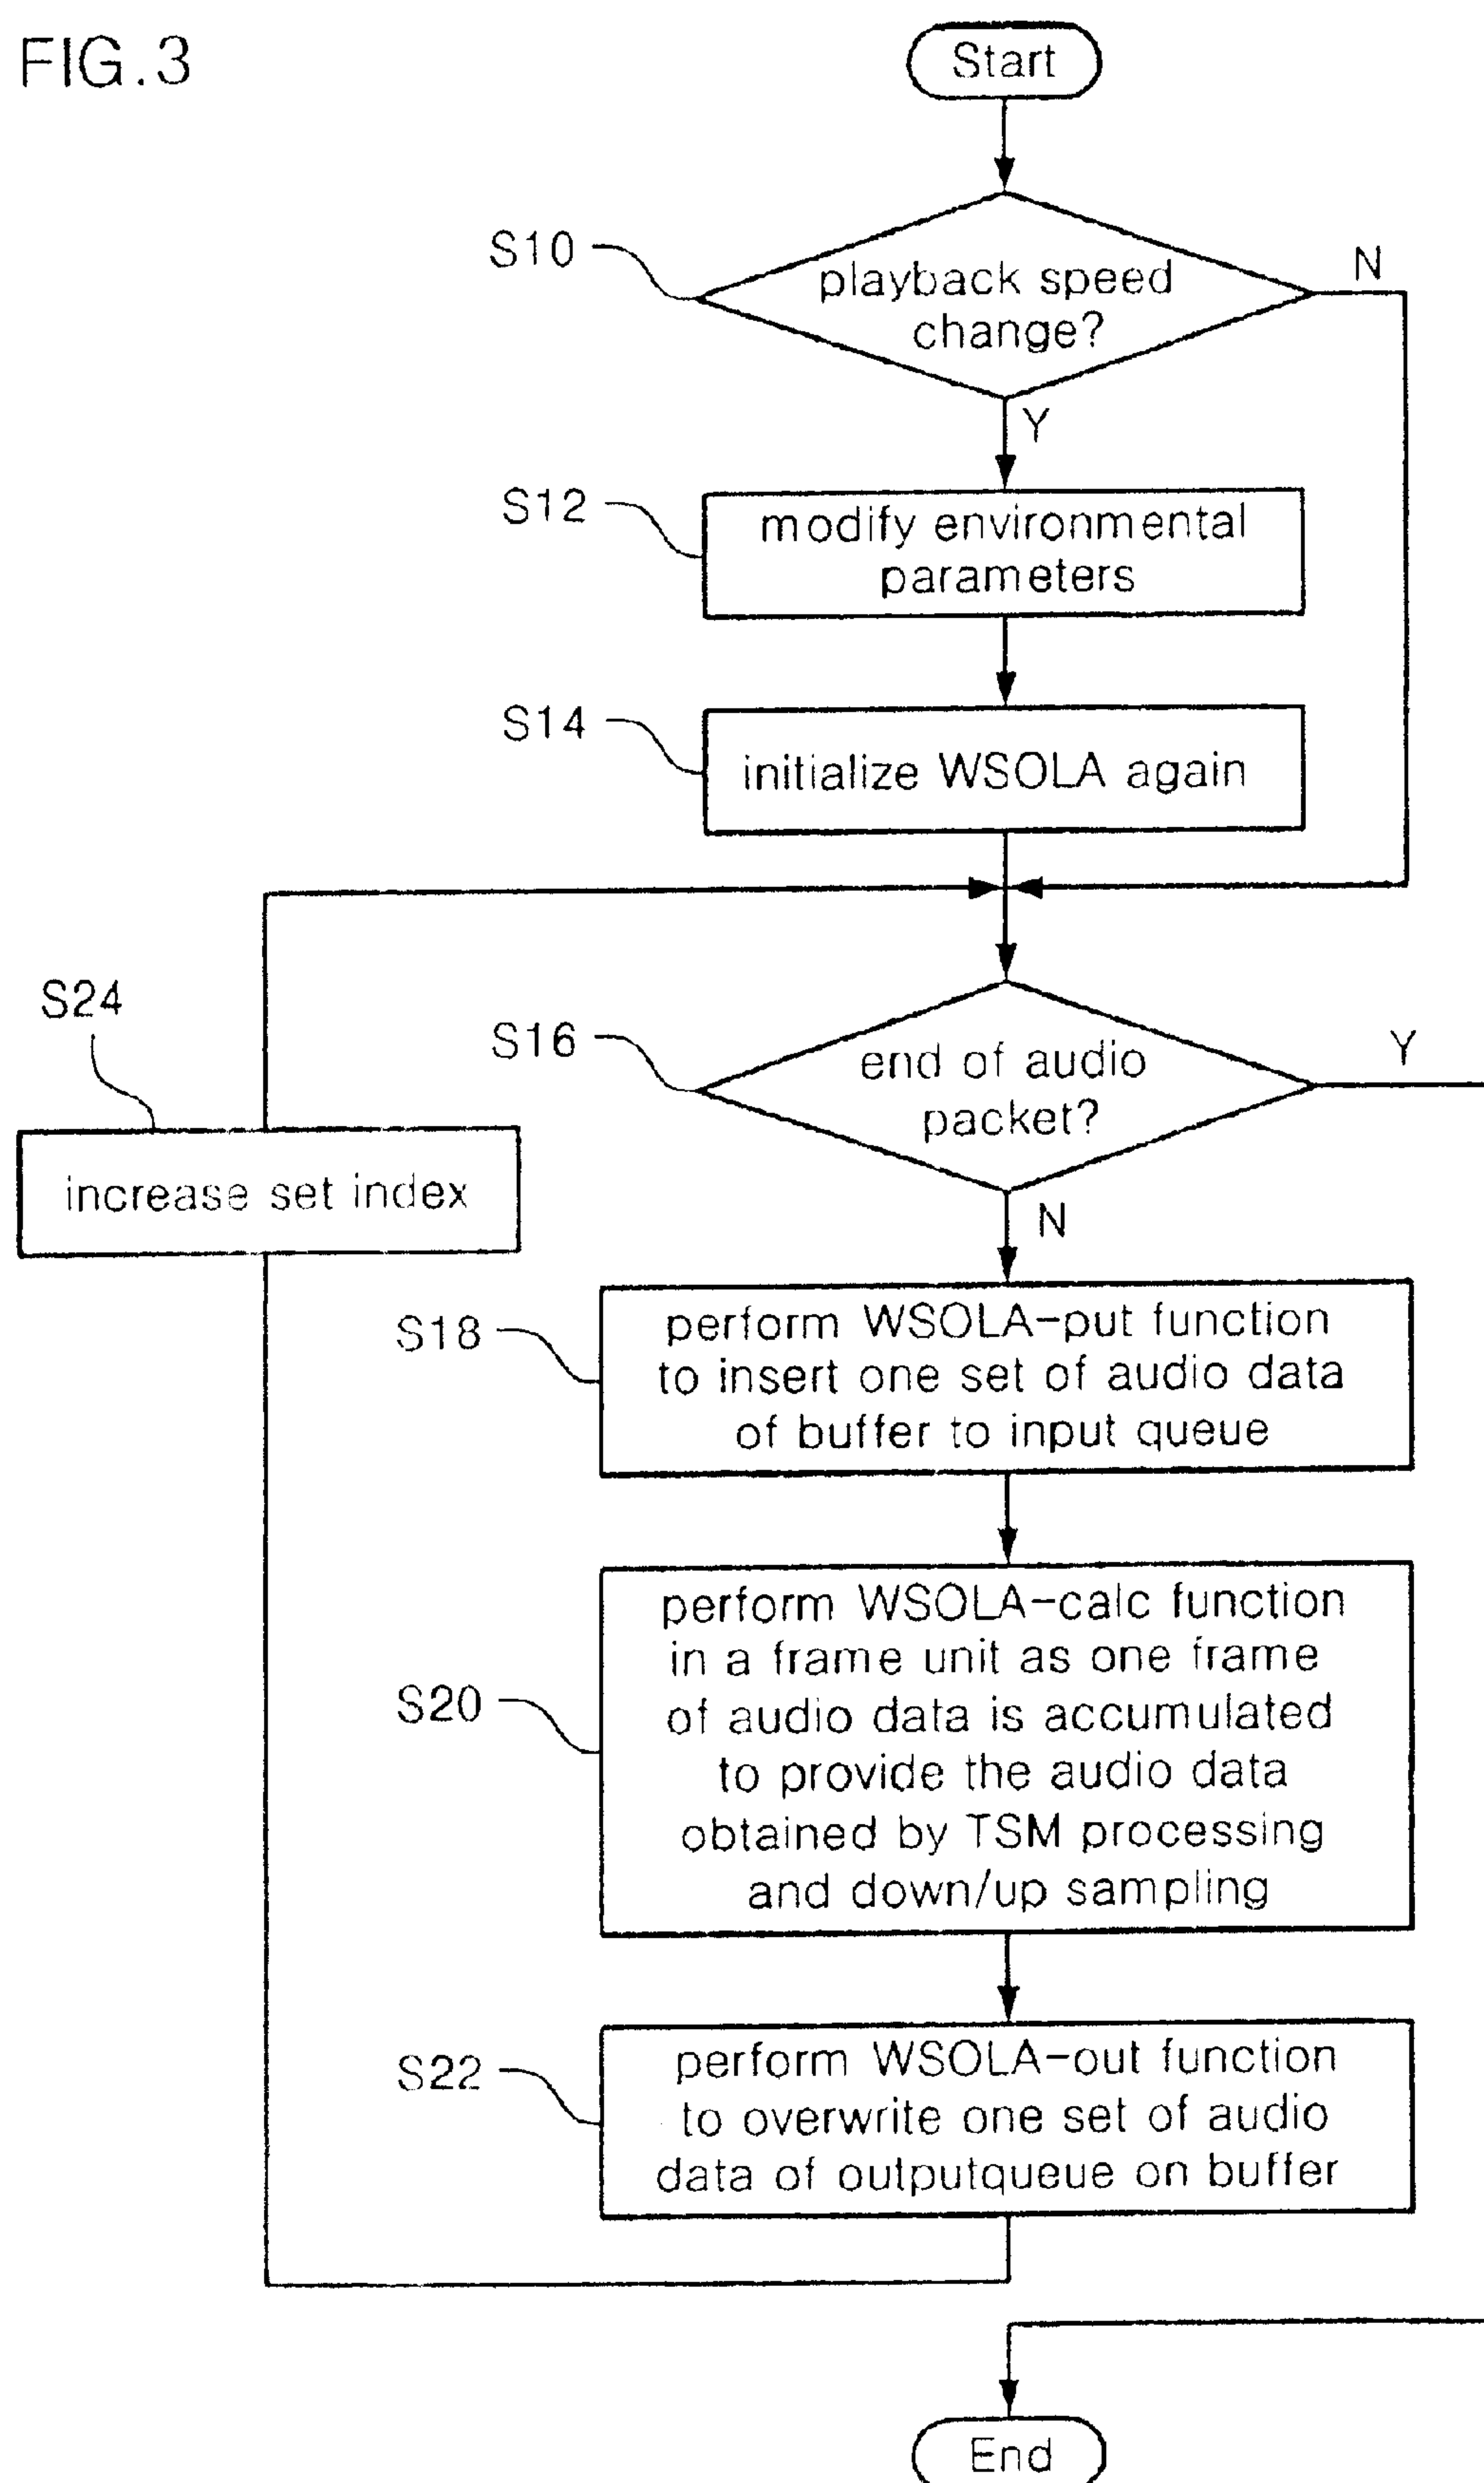 FIG.3
Start
S10
playback speed
change?
N
Y
S12
modify environmental
parameters
S14
initialize WSOLA again
S24
S16
end of audio
packet?
Y
increase set index
N
S18
perform WSOLA-put function
to insert one set of audio data
of buffer to input queue
S20
perform WSOLA-calc function
in a frame unit as one frame
of audio data is accumulated
to provide the audio data
obtained by TSM processing
and down/up sampling
S22
perform WSOLA-out function
to overwrite one set of audio
data of outputqueue on buffer
End